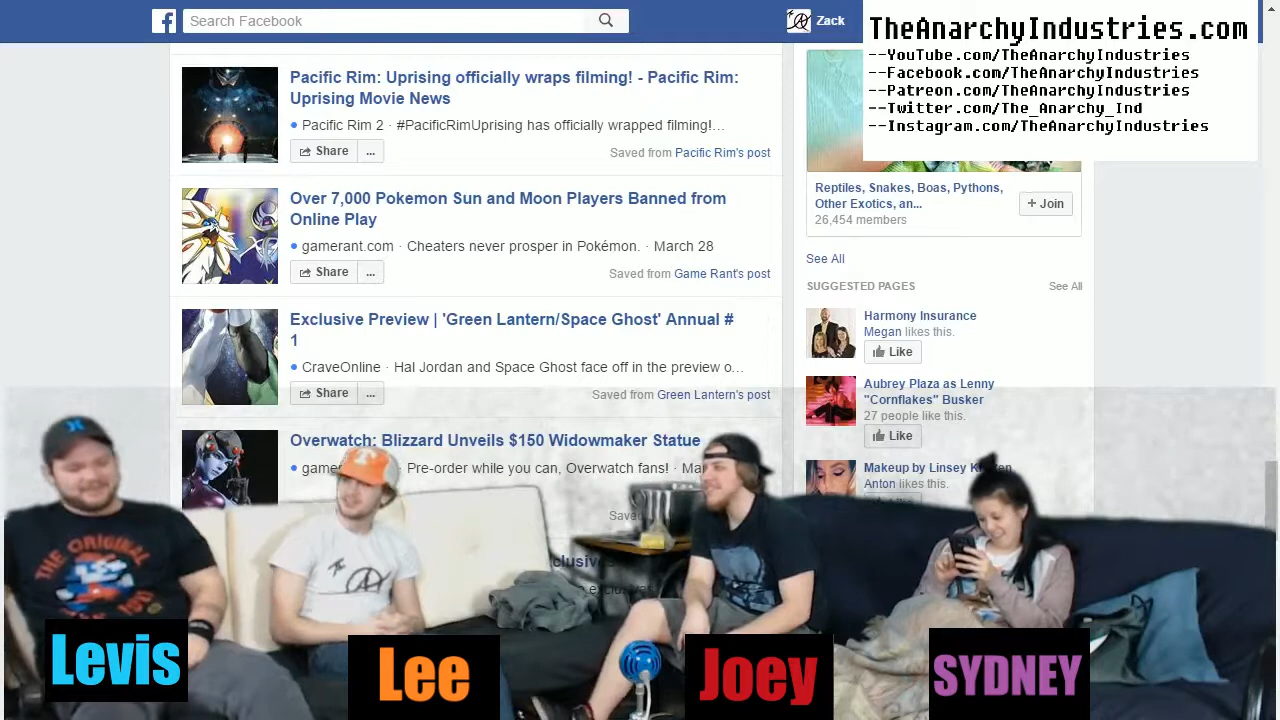 Search Facebook
Zack
TheAnarchyIndustries.com
--YouTube.com/TheAnarchyIndustries
--Facebook.com/TheAnarchyIndustries
--Patreon.com/TheAnarchyIndustries
--Twitter.com/The_Anarchy_Ind
--Instagram.com/TheAnarchyIndustries
Pacific Rim: Uprising officially wraps filming! - Pacific Rim:
Uprising Movie News
Pacific Rim 2 · #PacificRimUprising has officially wrapped filming!...
Share ...
Saved from Pacific Rim's post
Over 7,000 Pokemon Sun and Moon Players Banned from
Online Play
gamerant.com · Cheaters never prosper in Pokémon. · March 28
Share ...
Saved from Game Rant's post
Exclusive Preview | 'Green Lantern/Space Ghost' Annual #
1
CraveOnline · Hal Jordan and Space Ghost face off in the preview o...
Share ...
Saved from Green Lantern's post
Overwatch: Blizzard Unveils $150 Widowmaker Statue
· Pre-order while you can, Overwatch fans! ·
Reptiles, Snakes, Boas, Pythons,
Other Exotics, an...
26,454 members
+ Join
See All
SUGGESTED PAGES
See All
Harmony Insurance
Megan likes this.
Like
Aubrey Plaza as Lenny
"Cornflakes" Busker
27 people like this.
Like
Makeup by Linsey
Anton likes this.
THE ORIGINAL
Levis
Lee
Joey
SYDNEY